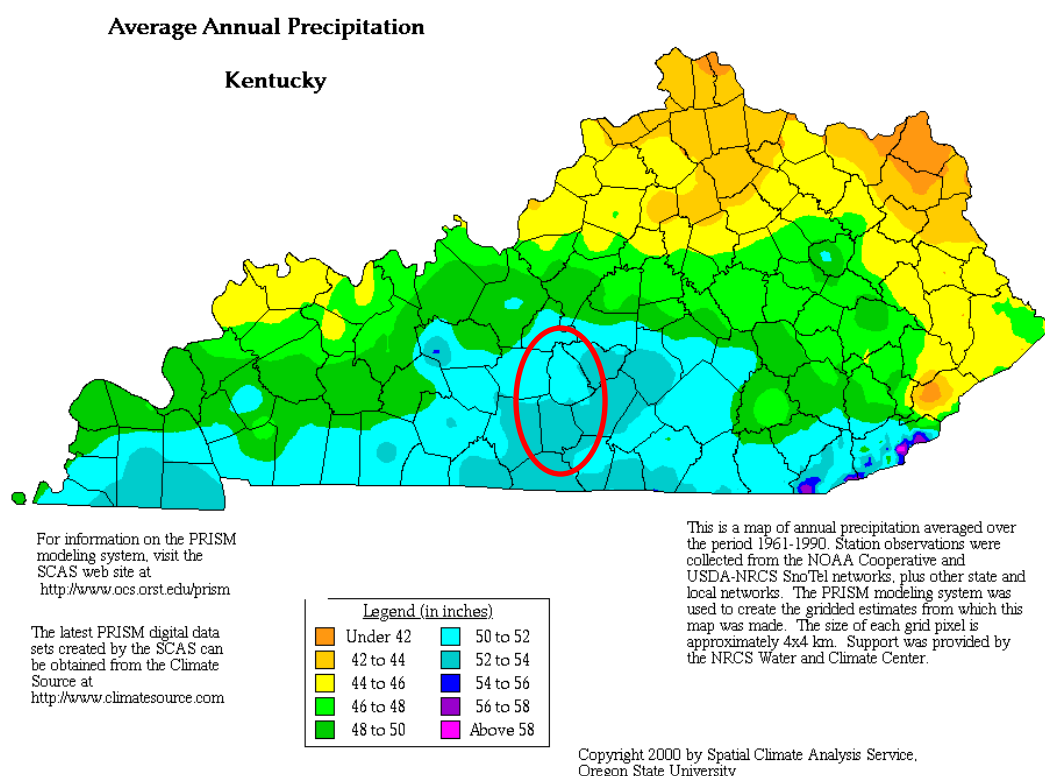 Average Annual Precipitation
Kentucky
For information on the PRISM
modeling system, visit the
SCAS web site at
http://www.ocs.orst.edu/prism
The latest PRISM digital data
sets created by the SCAS can
be obtained from the Climate
Source at
http://www.climatesource.com
Legend (in inches)
Under 42
42 to 44
44 to 46
46 to 48
48 to 50
50 to 52
52 to 54
54 to 56
56 to 58
Above 58
This is a map of annual precipitation averaged over
the period 1961-1990. Station observations were
collected from the NOAA Cooperative and
USDA-NRCS SnoTel networks, plus other state and
local networks. The PRISM modeling system was
used to create the gridded estimates from which this
map was made. The size of each grid pixel is
approximately 4x4 km. Support was provided by
the NRCS Water and Climate Center.
Copyright 2000 by Spatial Climate Analysis Service,
Oregon State University